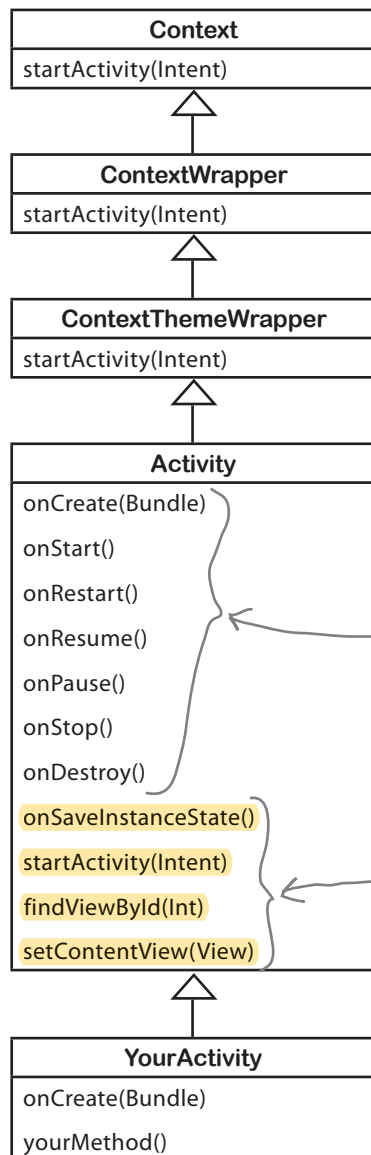 Context
startActivity(Intent)
ContextWrapper
startActivity(Intent)
ContextThemeWrapper
startActivity(Intent)
Activity
onCreate(Bundle)
onStart()
onRestart()
onResume()
onPause()
onStop()
onDestroy()
onSaveInstanceState()
startActivity(Intent)
findViewById(Int)
setContentView(View)
YourActivity
onCreate(Bundle)
yourMethod()